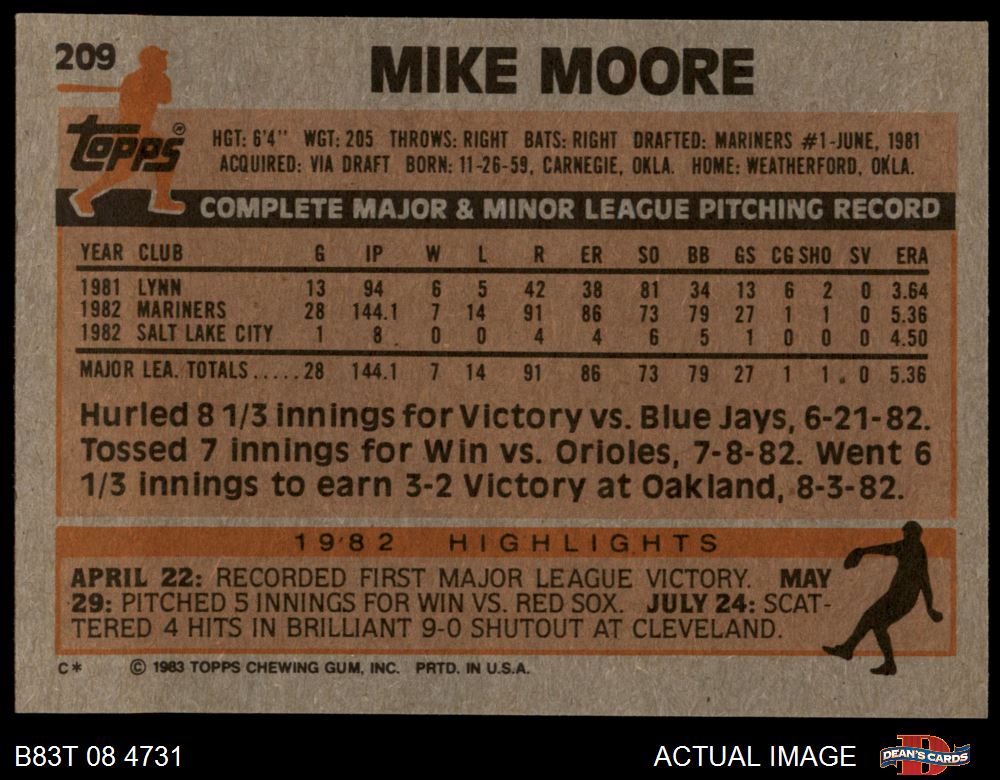 209
MIKE MOORE
Topps®
HGT: 6'4" WGT: 205 THROWS: RIGHT BATS: RIGHT DRAFTED: MARINERS #1-JUNE, 1981
ACQUIRED: VIA DRAFT BORN: 11-26-59, CARNEGIE, OKLA. HOME: WEATHERFORD, OKLA.
COMPLETE MAJOR & MINOR LEAGUE PITCHING RECORD
YEAR CLUB G IP W L R ER SO BB GS CG SHO SV ERA
1981 LYNN 13 94 6 5 42 38 81 34 13 6 2 0 3.64
1982 MARINERS 28 144.1 7 14 91 86 73 79 27 1 1 0 5.36
1982 SALT LAKE CITY 1 8 0 0 4 4 6 5 1 0 0 0 4.50
MAJOR LEA. TOTALS.....28 144.1 7 14 91 86 73 79 27 1 1 0 5.36
Hurled 8 1/3 innings for Victory vs. Blue Jays, 6-21-82.
Tossed 7 innings for Win vs. Orioles, 7-8-82. Went 6
1/3 innings to earn 3-2 Victory at Oakland, 8-3-82.
1982 HIGHLIGHTS
APRIL 22: RECORDED FIRST MAJOR LEAGUE VICTORY. MAY
29: PITCHED 5 INNINGS FOR WIN VS. RED SOX. JULY 24: SCAT-
TERED 4 HITS IN BRILLIANT 9-0 SHUTOUT AT CLEVELAND.
C* © 1983 TOPPS CHEWING GUM, INC. PRTD. IN U.S.A.
B83T 08 4731
ACTUAL IMAGE
D
DEAN'S CARDS